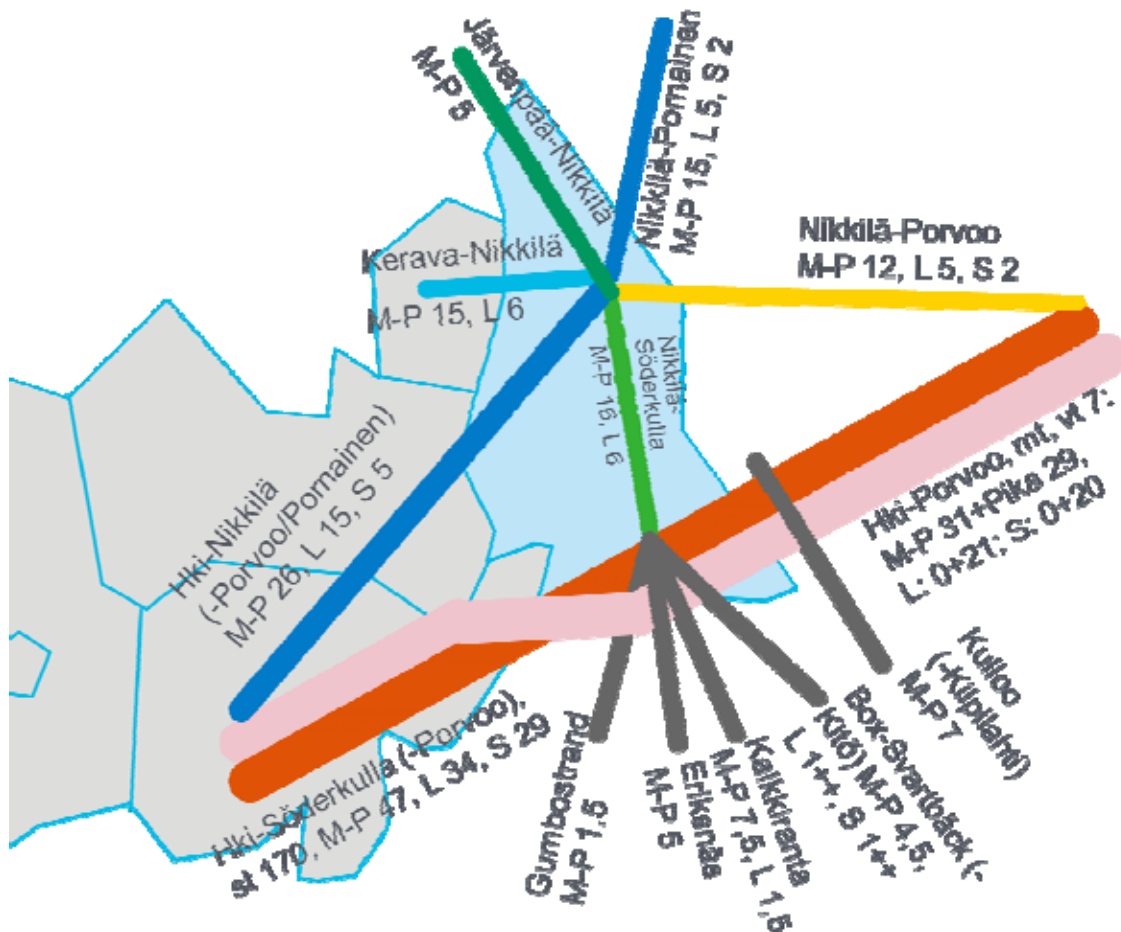 Järvenpää-Nikkilä
M-P 8
Nikkilä-Pornainen
M-P 15, L 5, S 2
Kerava-Nikkilä
M-P 15, L 6
Nikkilä-Porvoo
M-P 12, L 5, S 2
Nikkilä-
Söderkulla
M-P 16, L 6
Hki-Nikkilä
(-Porvoo/Pornainen)
M-P 26, L 15, S 5
Hki-Porvoo, mt, vt 7:
M-P 31+Pika 29,
L: 0+21; S: 0+20
Hki-Söderkulla (-Porvoo),
st 170, M-P 47, L 34, S 29
Gumbostrand
M-P 1,5
Eriksnäs
M-P 5
Kalkkiranta
M-P 7,5, L 1,5
Box-Svartbäck (-
Kitö) M-P 4,5,
L 1++, S 1++
Kulloo
(-Kilpilahti)
M-P 7